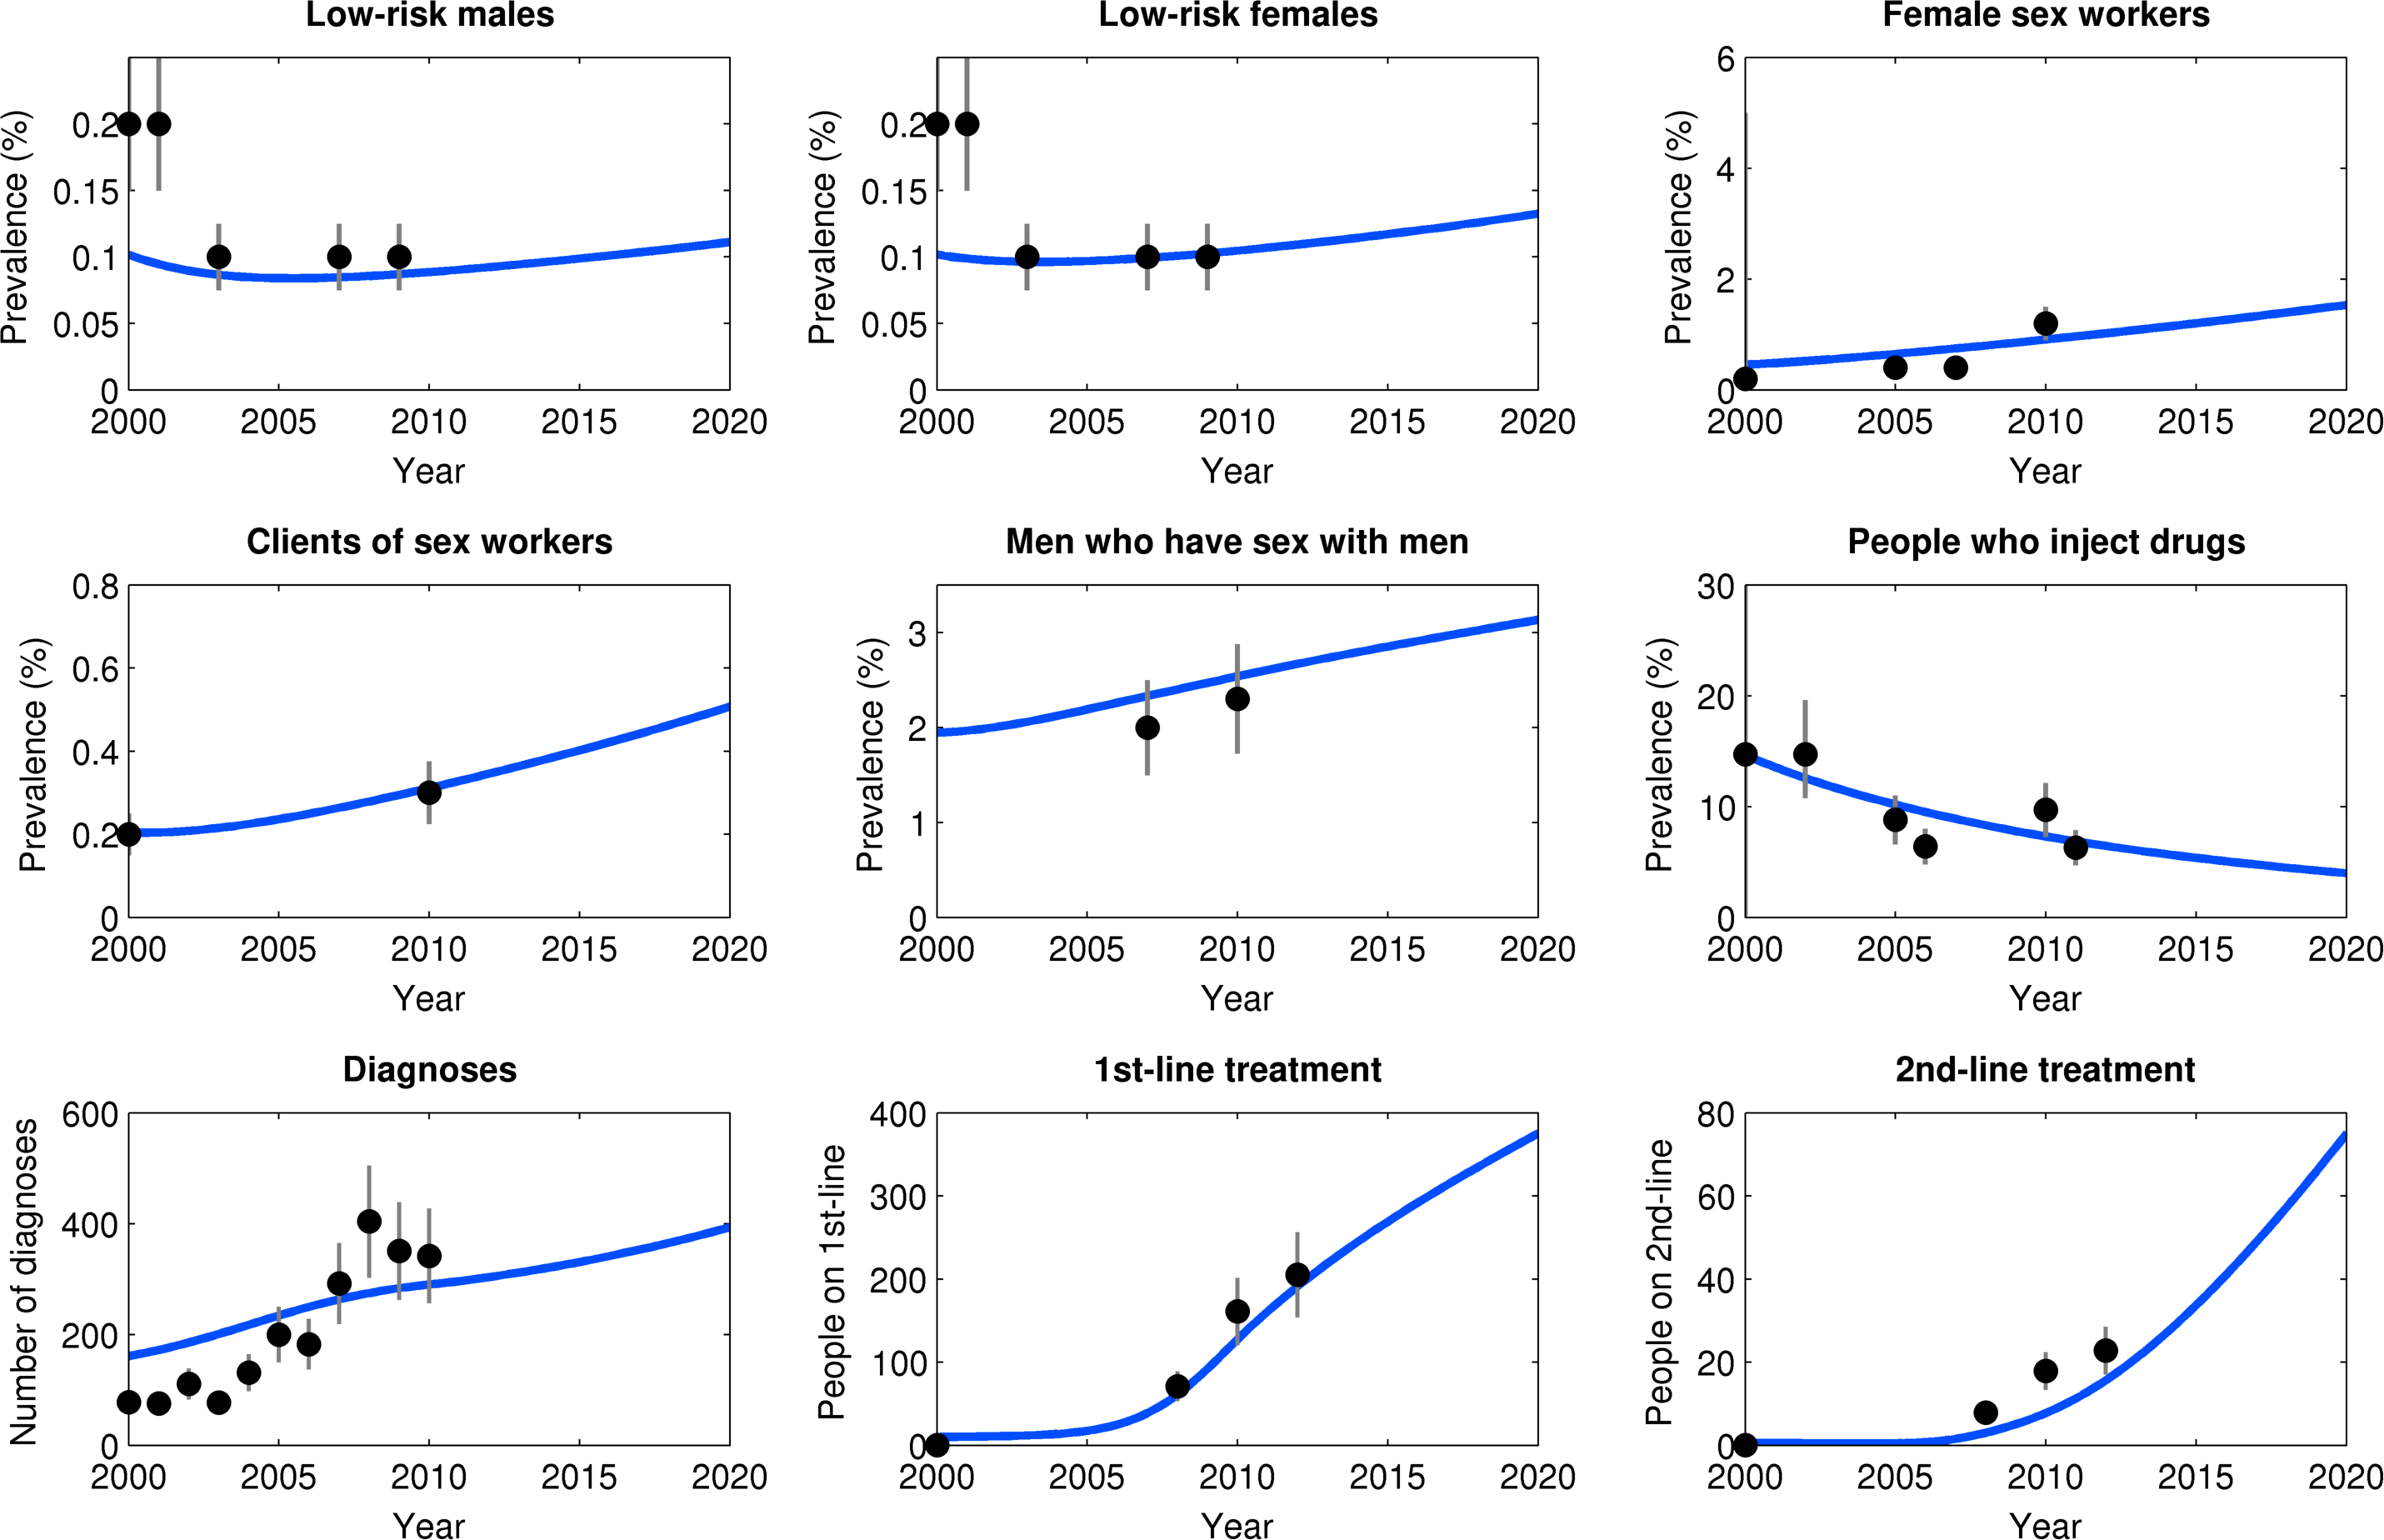 Low-risk males
Low-risk females
Female sex workers
Prevalence (%)
0.2
0.15
0.1
0.05
0
2000 2005 2010 2015 2020
Year
Prevalence (%)
0.2
0.15
0.1
0.05
0
2000 2005 2010 2015 2020
Year
Prevalence (%)
6
4
2
0
2000 2005 2010 2015 2020
Year
Clients of sex workers
Men who have sex with men
People who inject drugs
Prevalence (%)
0.8
0.6
0.4
0.2
0
2000 2005 2010 2015 2020
Year
Prevalence (%)
3
2
1
0
2000 2005 2010 2015 2020
Year
Prevalence (%)
30
20
10
0
2000 2005 2010 2015 2020
Year
Diagnoses
1st-line treatment
2nd-line treatment
Number of diagnoses
600
400
200
0
2000 2005 2010 2015 2020
Year
People on 1st-line
400
300
200
100
0
2000 2005 2010 2015 2020
Year
People on 2nd-line
80
60
40
20
0
2000 2005 2010 2015 2020
Year